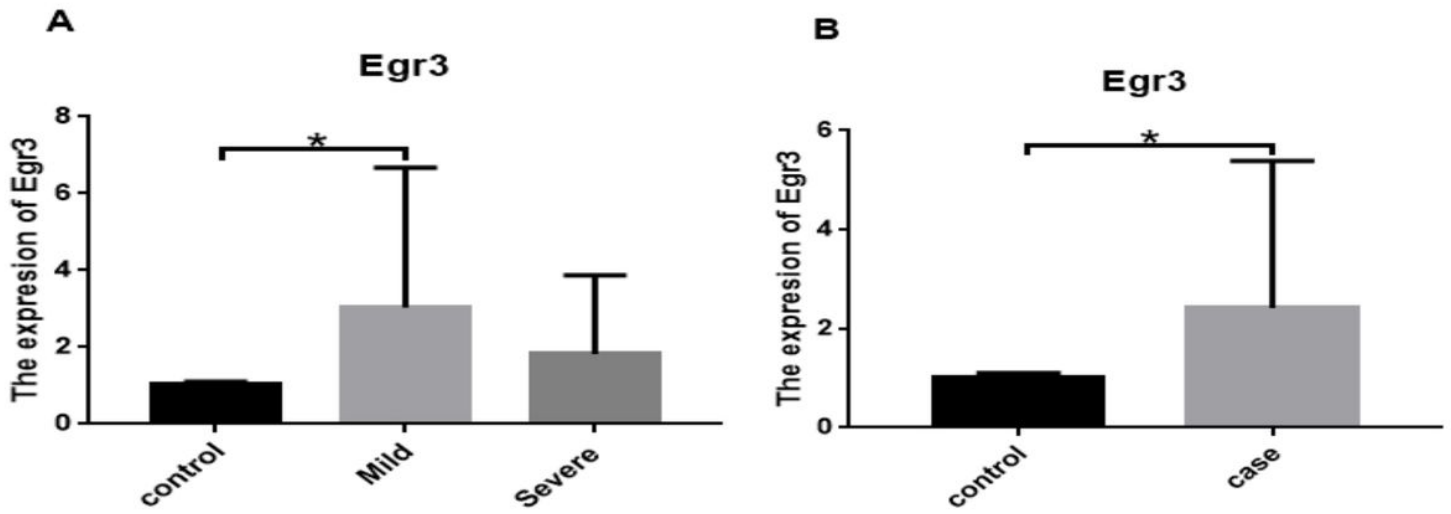 A
Egr3
The expresion of Egr3
8
6
4
2
0
*
control
Mild
Severe
B
Egr3
The expresion of Egr3
6
4
2
0
*
control
case